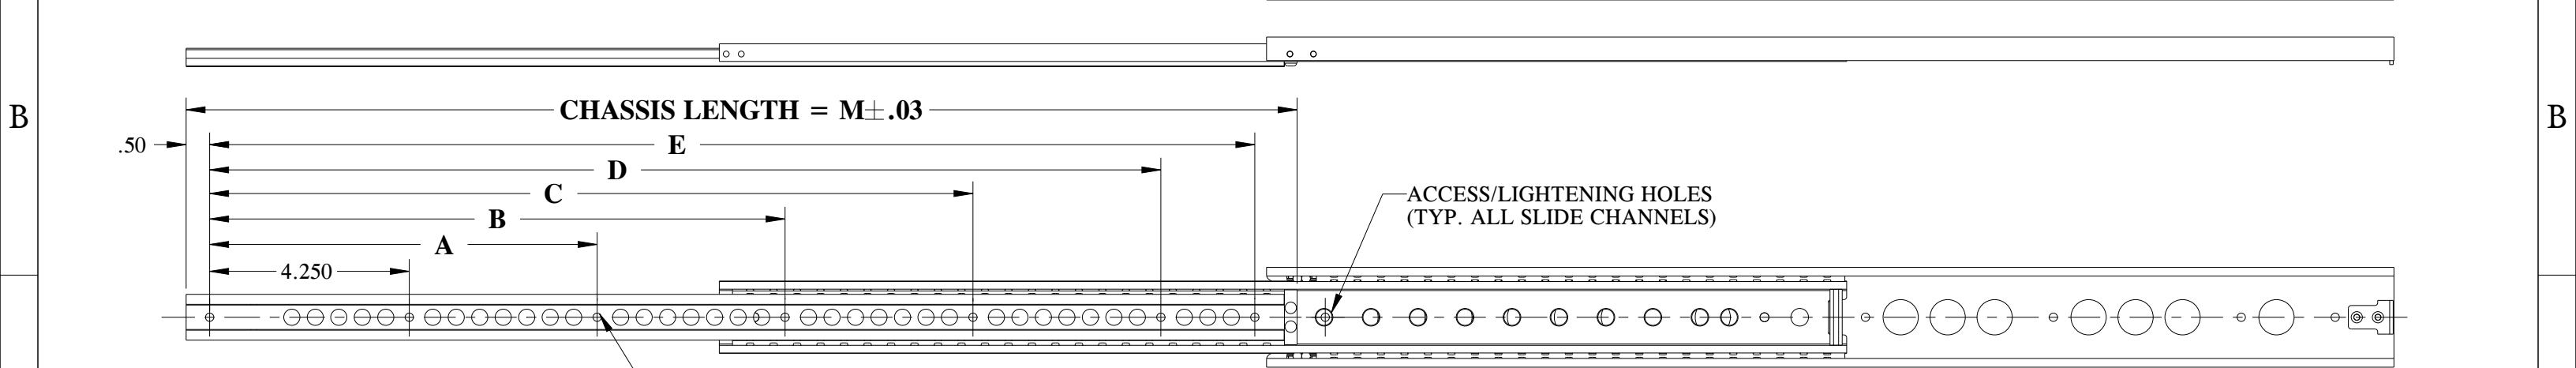 B
B
CHASSIS LENGTH = M±.03
.50
E
D
C
B
A
4.250
ACCESS/LIGHTENING HOLES
(TYP. ALL SLIDE CHANNELS)